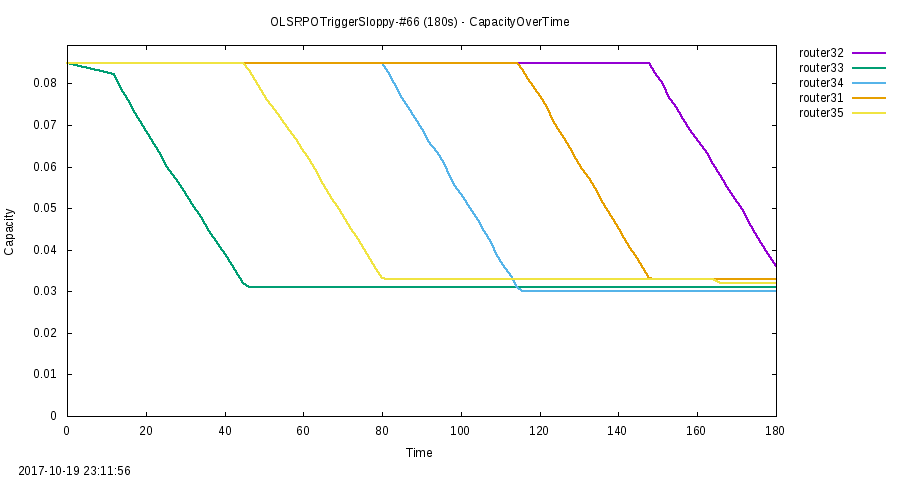 OLSRPOTriggerSloppy-#66 (180s) - CapacityOverTime
router32
router33
router34
router31
router35
0.08
0.07
0.06
0.05
0.04
0.03
0.02
0.01
0
Capacity
0 20 40 60 80 100 120 140 160 180
Time
2017-10-19 23:11:56